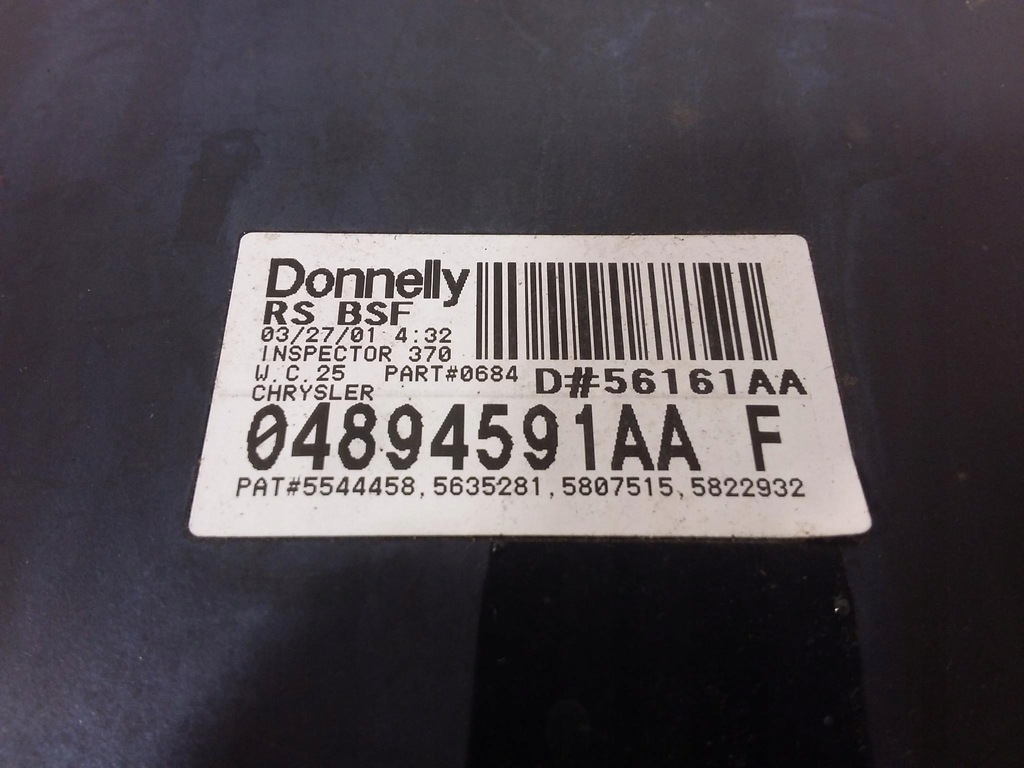 Donnelly
RS BSF
03/27/01 4:32
INSPECTOR 370
W.C.25 PART#0684
D#56161AA
CHRYSLER
04894591AA F
PAT#5544458,5635281,5807515,5822932